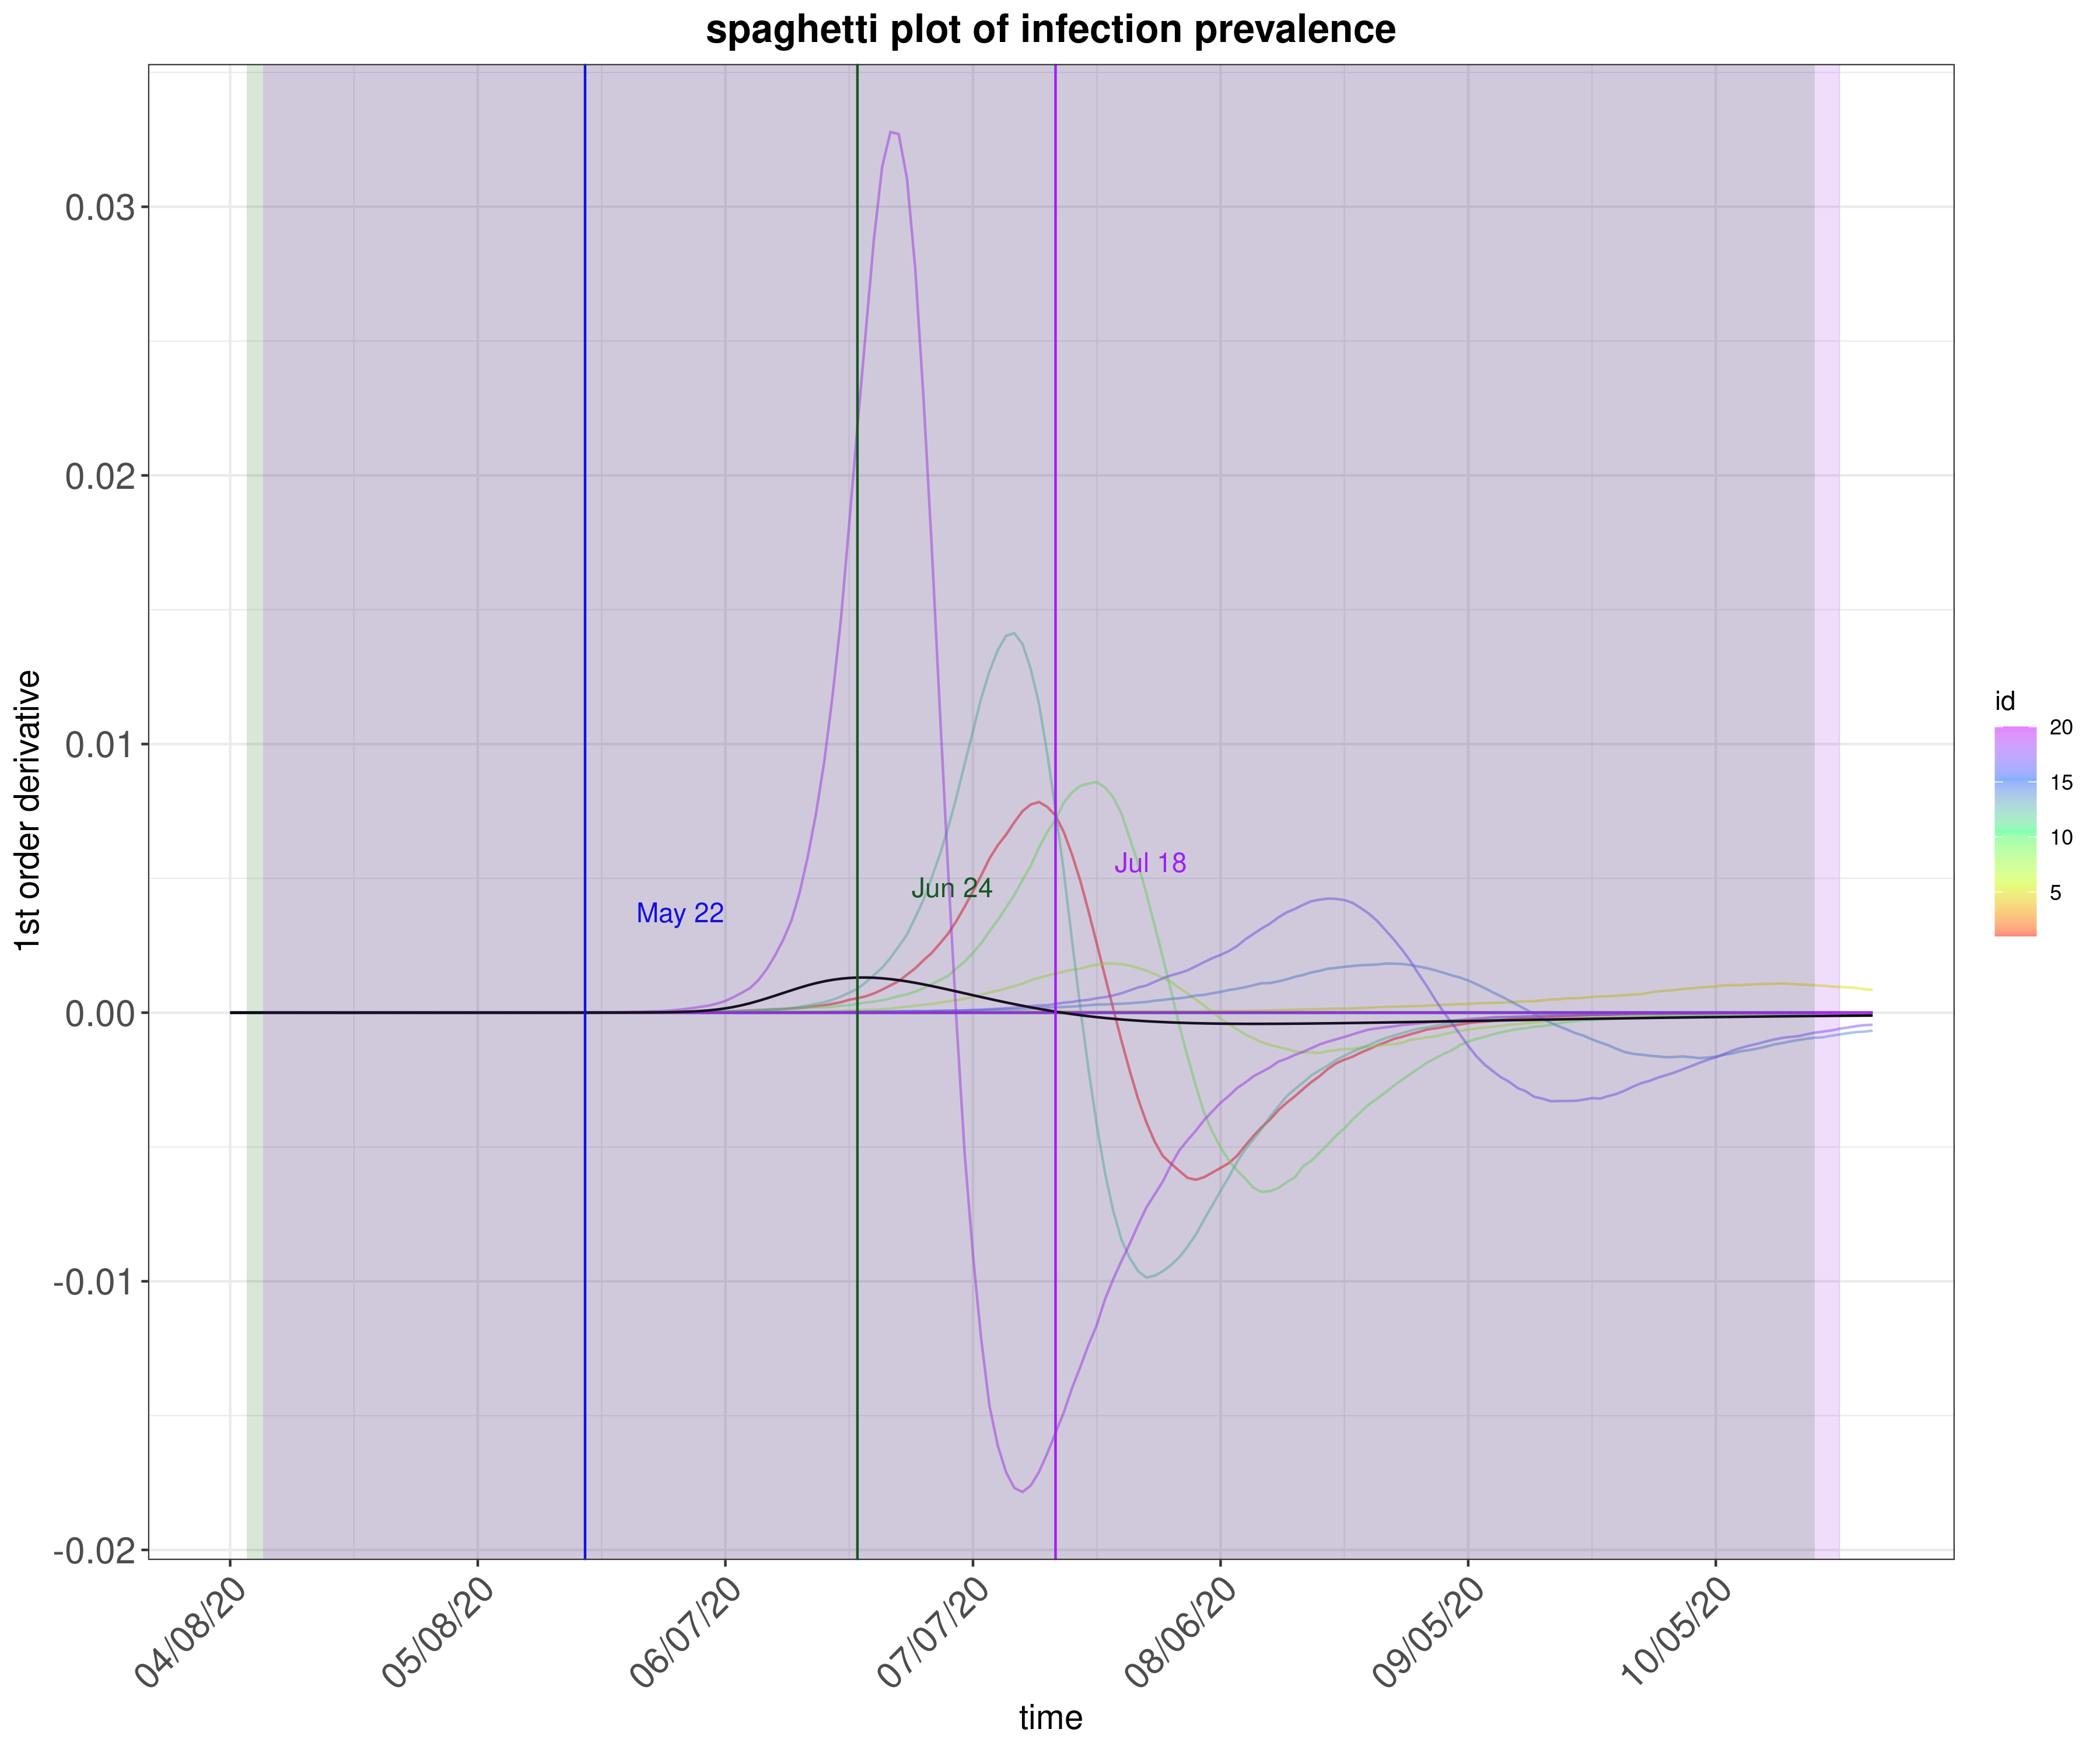 spaghetti plot of infection prevalence
1st order derivative
0.03
0.02
0.01
0.00
-0.01
-0.02
May 22
Jun 24
Jul 18
04/08/20
05/08/20
06/07/20
07/07/20
08/06/20
09/05/20
10/05/20
time
id
20
15
10
5